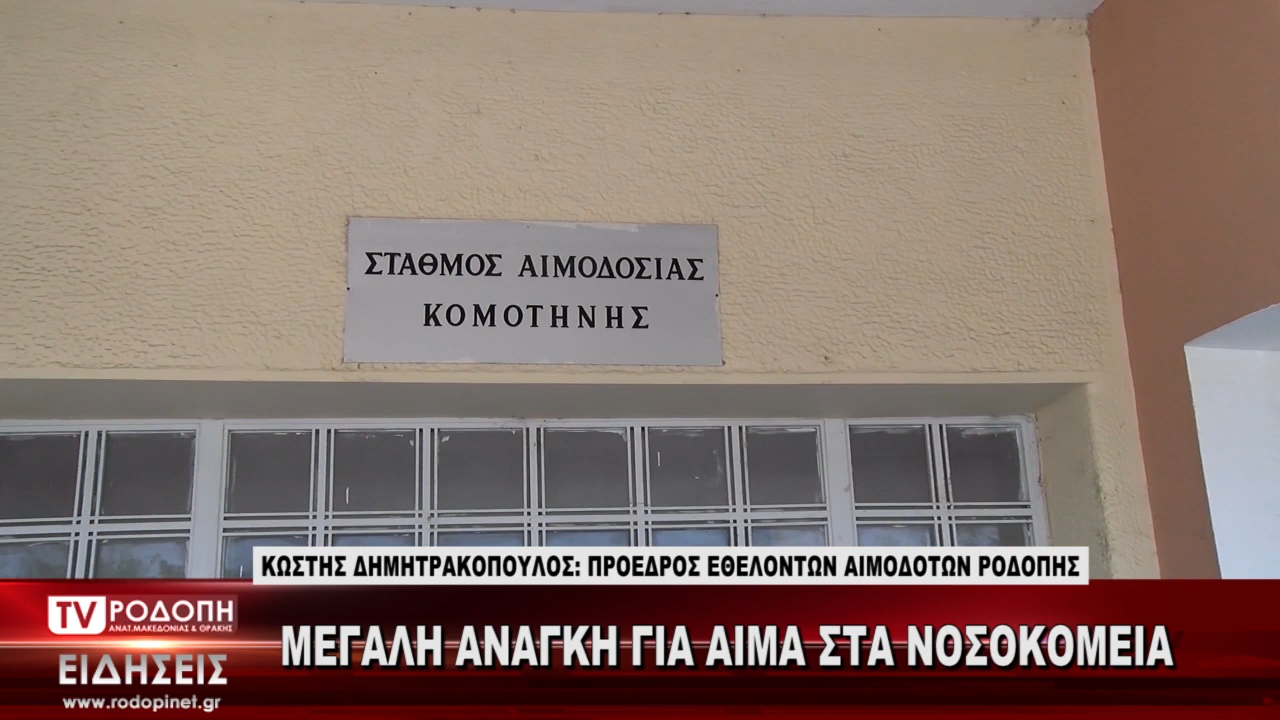 ΣΤΑΘΜΟΣ ΑΙΜΟΔΟΣΙΑΣ
ΚΟΜΟΤΗΝΗΣ
ΚΩΣΤΗΣ ΔΗΜΗΤΡΑΚΟΠΟΥΛΟΣ: ΠΡΟΕΔΡΟΣ ΕΘΕΛΟΝΤΩΝ ΑΙΜΟΔΟΤΩΝ ΡΟΔΟΠΗΣ
TV ΡΟΔΟΠΗ
ΑΝΑΤ.ΜΑΚΕΔΟΝΙΑΣ & ΘΡΑΚΗΣ
ΜΕΓΑΛΗ ΑΝΑΓΚΗ ΓΙΑ ΑΙΜΑ ΣΤΑ ΝΟΣΟΚΟΜΕΙΑ
ΕΙΔΗΣΕΙΣ
www.rodopinet.gr